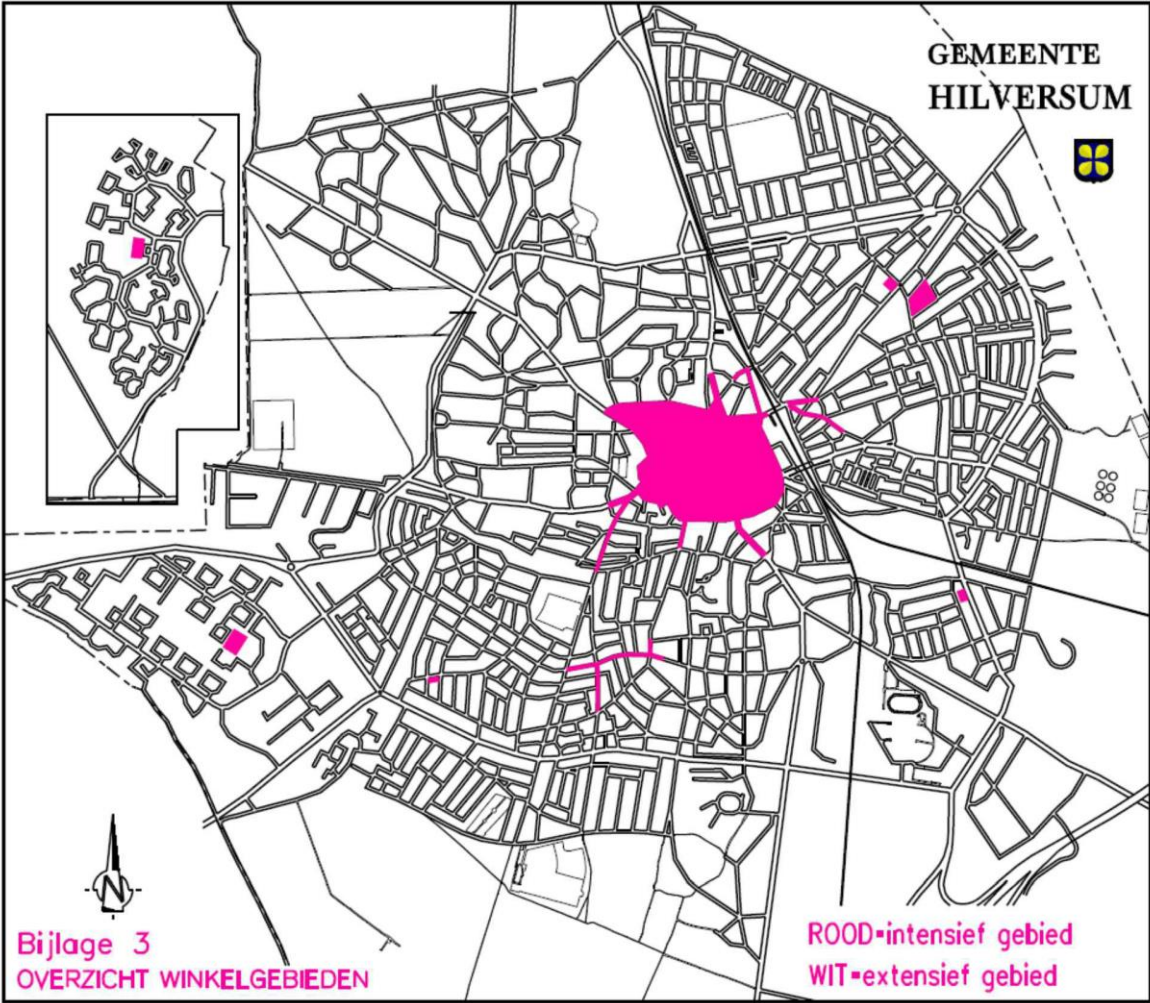 GEMEENTE
HILVERSUM
N
Bijlage 3
OVERZICHT WINKELGEBIEDEN
ROOD=intensief gebied
WIT=extensief gebied